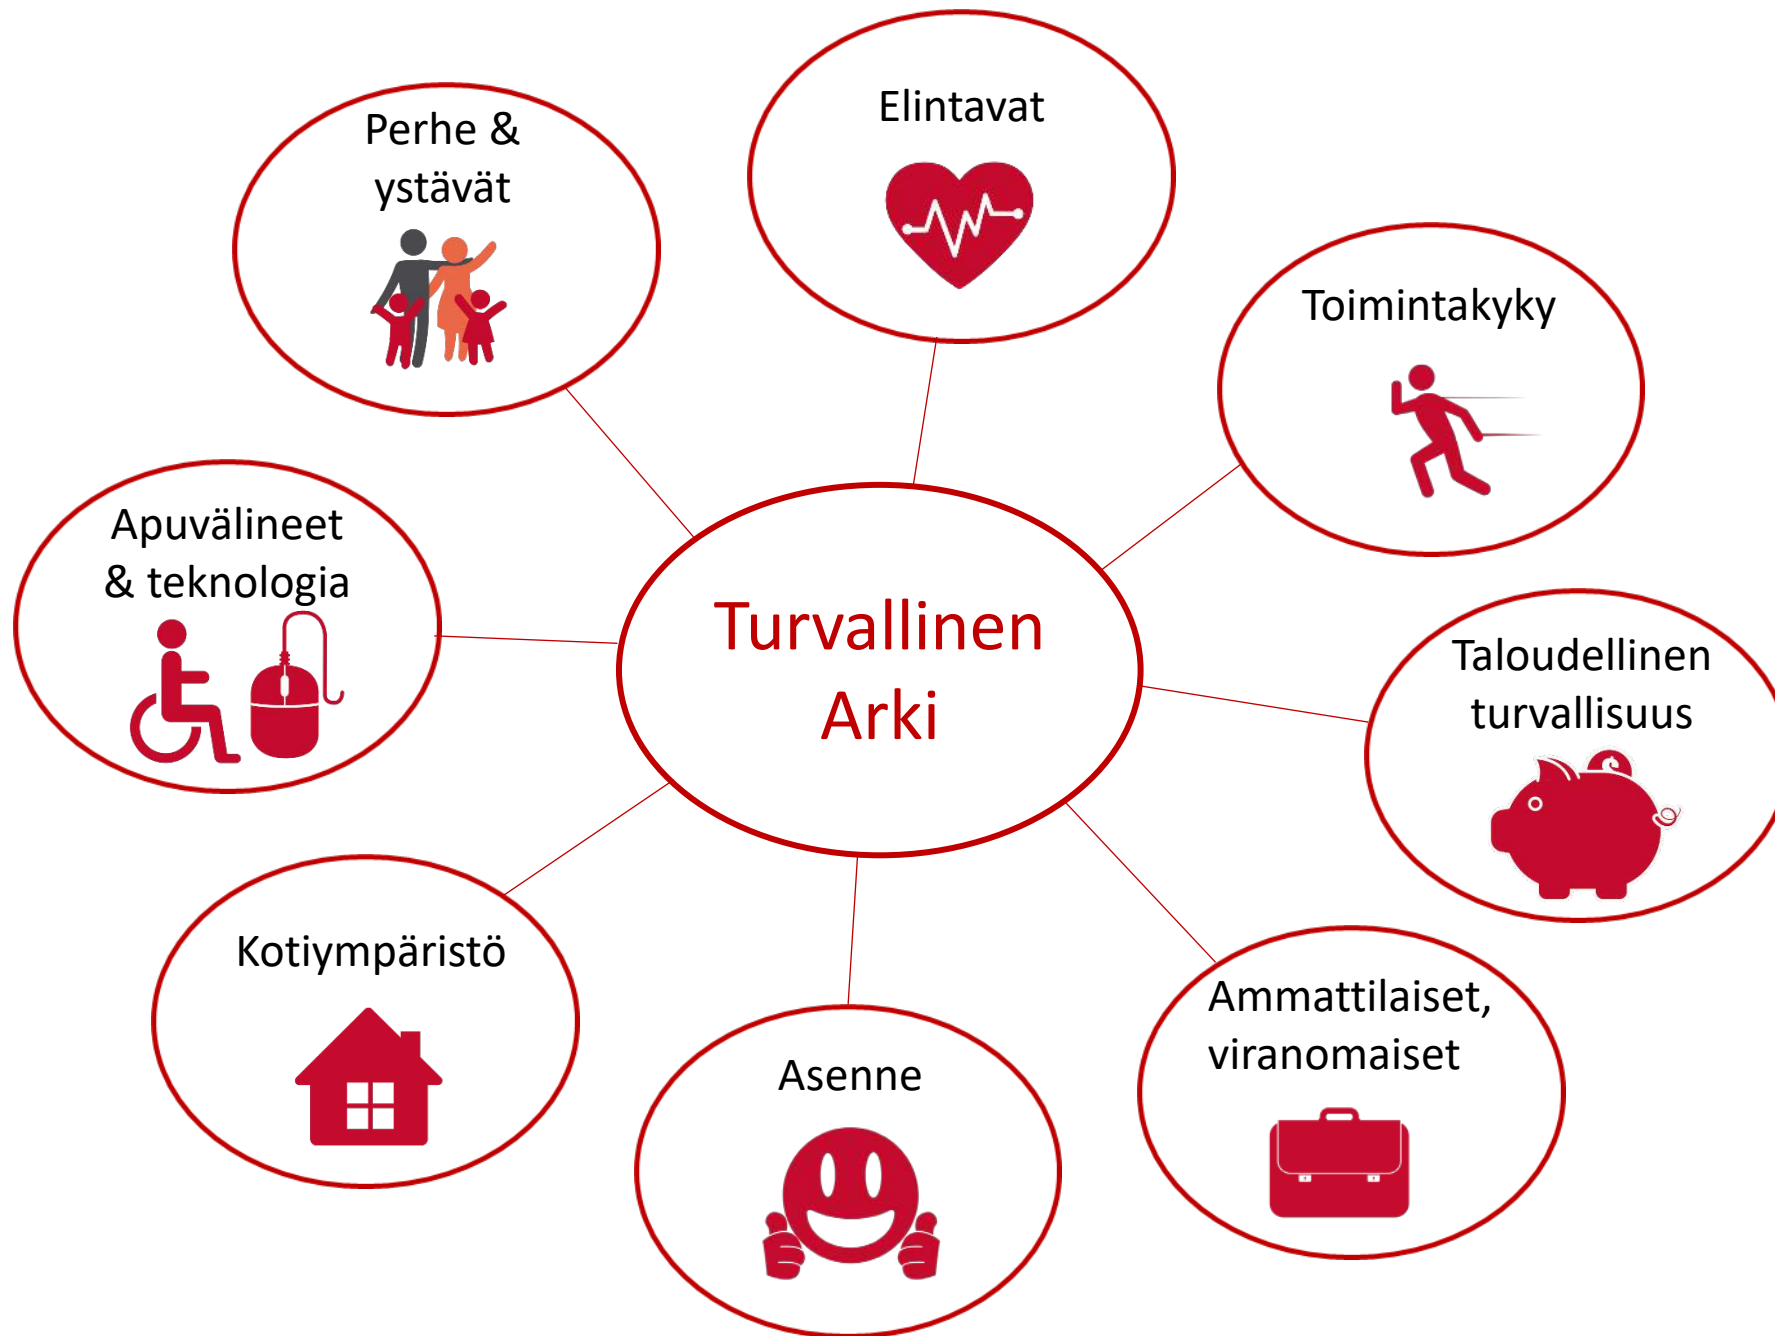 Elintavat
Perhe &
ystävät
Toimintakyky
Apuvälineet
& teknologia
Turvallinen
Arki
Taloudellinen
turvallisuus
Kotiympäristö
Ammattilaiset,
viranomaiset
Asenne